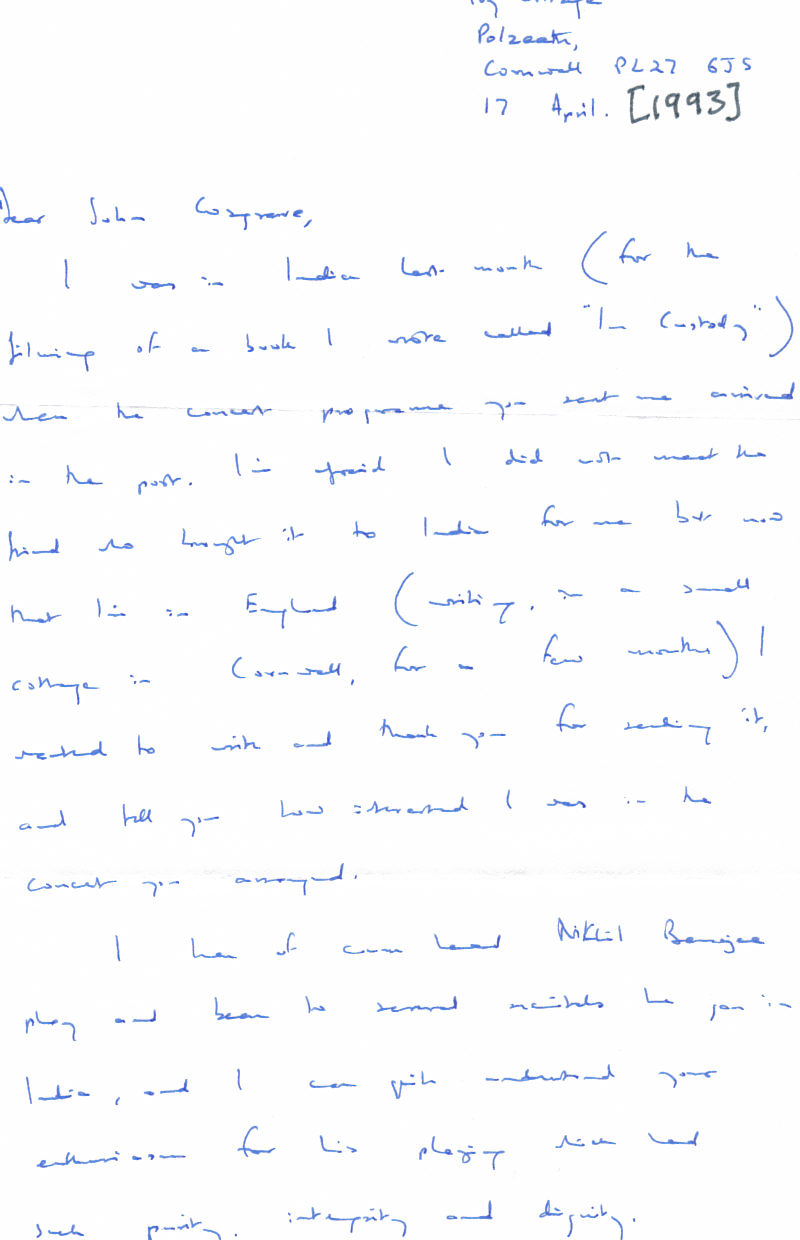 Cottage
Polzeath,
Cornwall PL27 6JS
17 April. [1993]
Dear John Cosgrave,
I was in India last month (for the
filming of a book I wrote called "In Custody")
when the concert programme you sent me arrived
in the post. I'm afraid I did not meet the
friend who brought it to India for me but now
that I'm in England (writing, in a small
cottage in Cornwall, for a few months) I
wanted to write and thank you for sending it,
and tell you how interested I was in the
concert you arranged.
I have of course heard Nikhil Banerjee
play and been to several recitals he gave in
India, and I can quite understand your
enthusiasm for his playing which had
such purity, integrity and dignity.